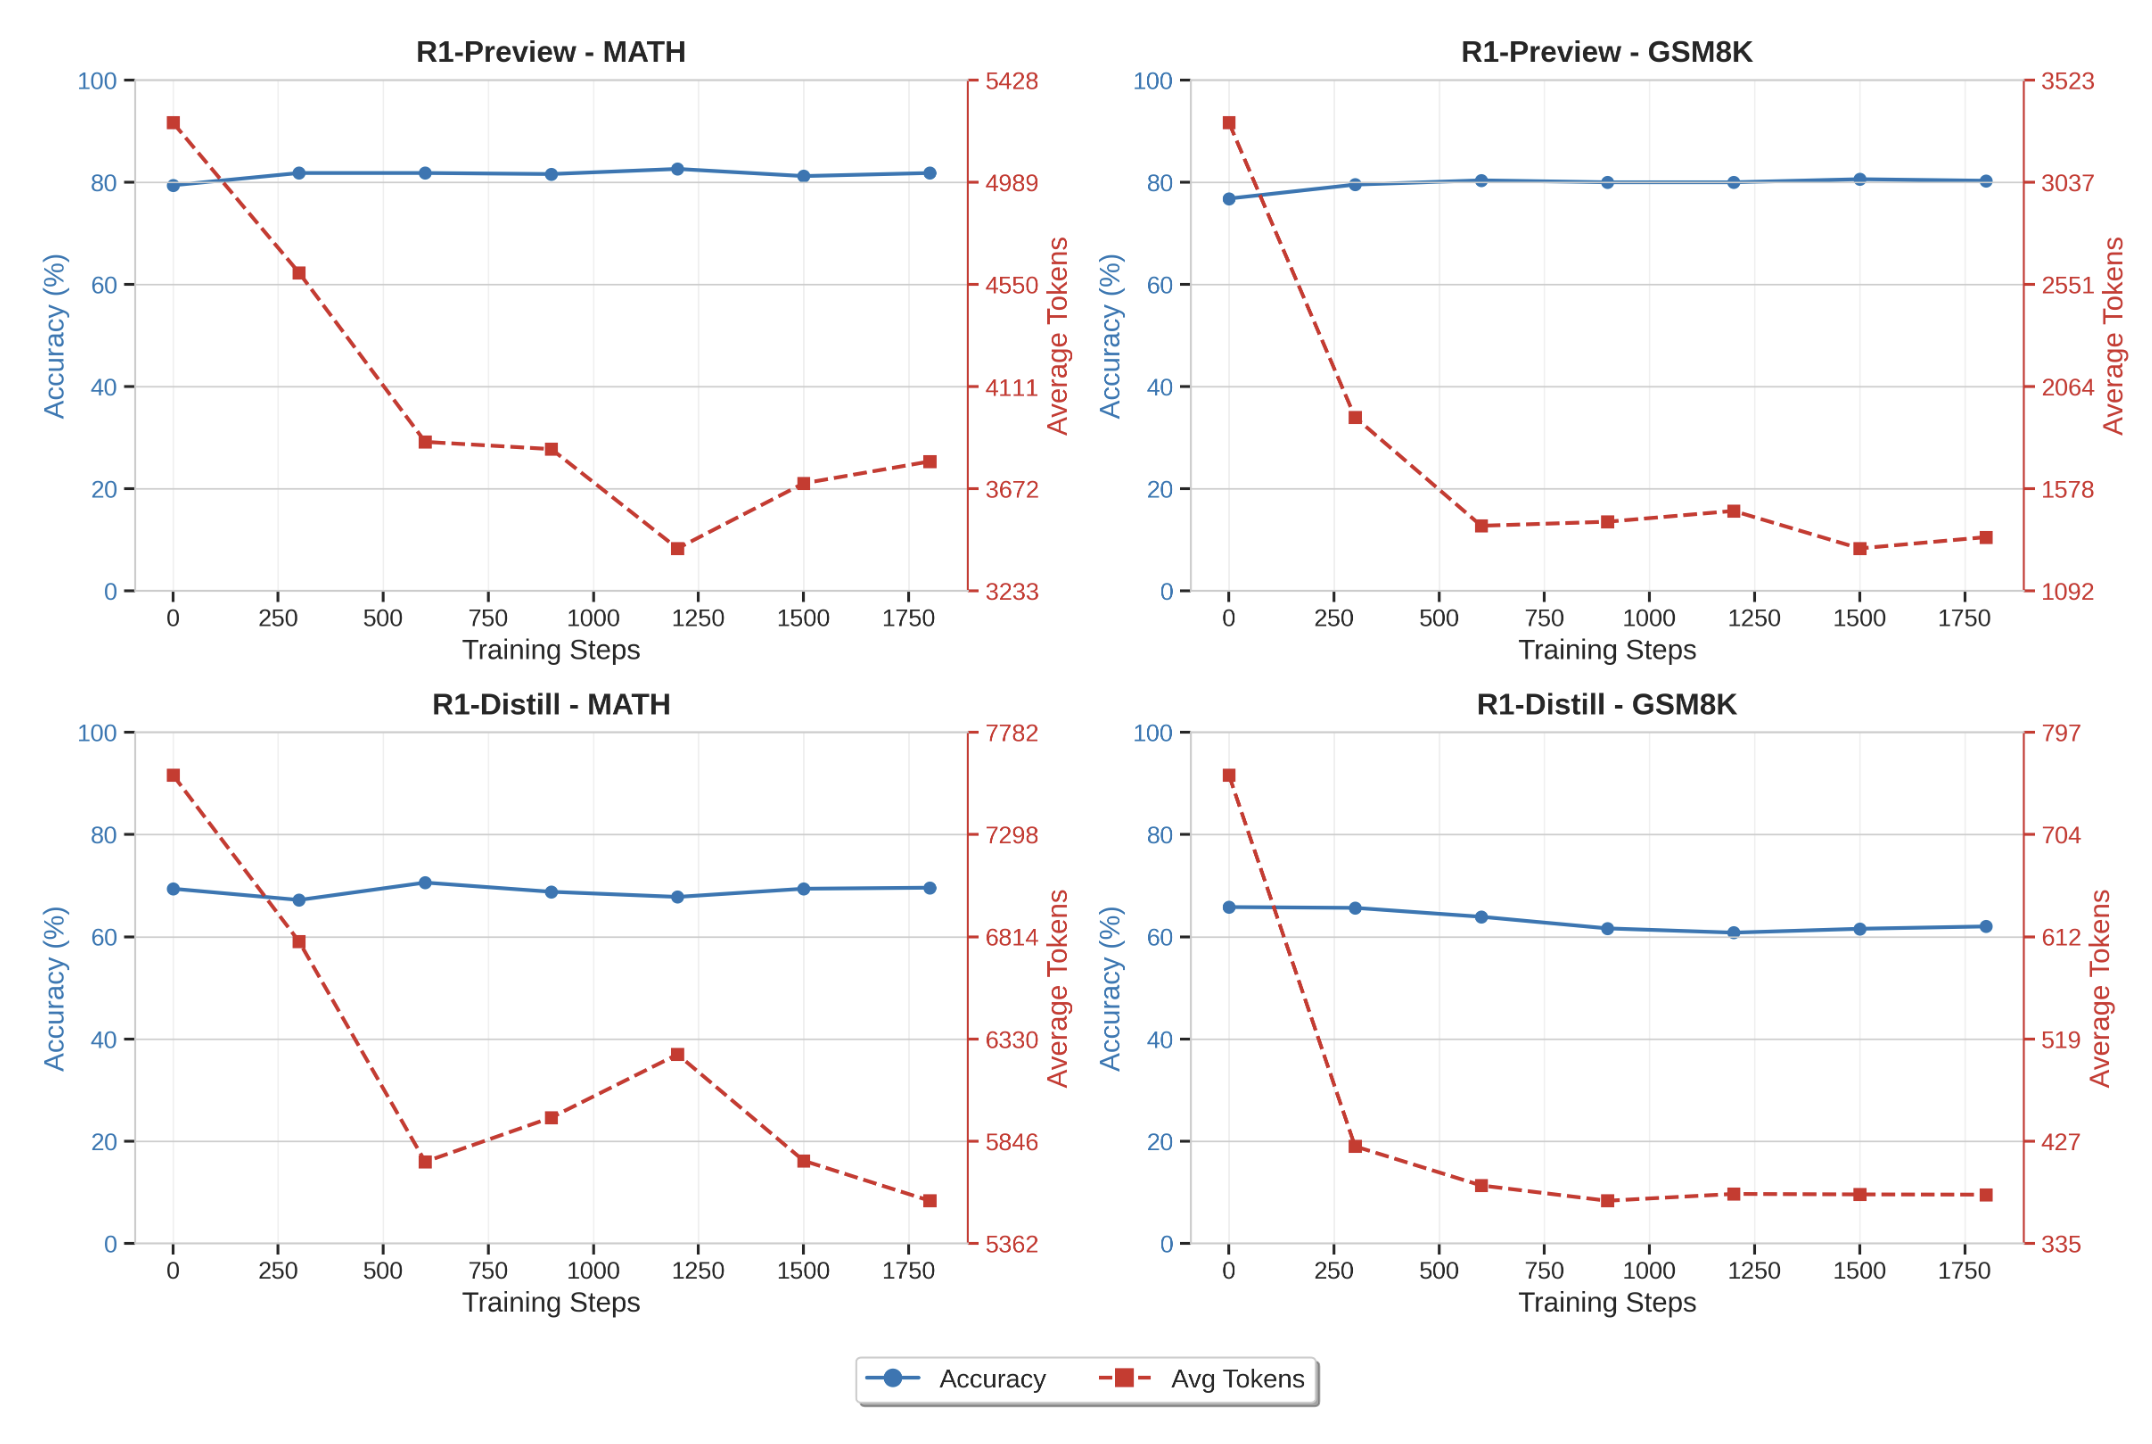 R1-Preview - MATH
100
80
60
40
20
0
Accuracy (%)
5428
4989
4550
4111
3672
3233
Average Tokens
0 250 500 750 1000 1250 1500 1750
Training Steps
R1-Preview - GSM8K
100
80
60
40
20
0
Accuracy (%)
3523
3037
2551
2064
1578
1092
Average Tokens
0 250 500 750 1000 1250 1500 1750
Training Steps
R1-Distill - MATH
100
80
60
40
20
0
Accuracy (%)
7782
7298
6814
6330
5846
5362
Average Tokens
0 250 500 750 1000 1250 1500 1750
Training Steps
R1-Distill - GSM8K
100
80
60
40
20
0
Accuracy (%)
797
704
612
519
427
335
Average Tokens
0 250 500 750 1000 1250 1500 1750
Training Steps
Accuracy Avg Tokens